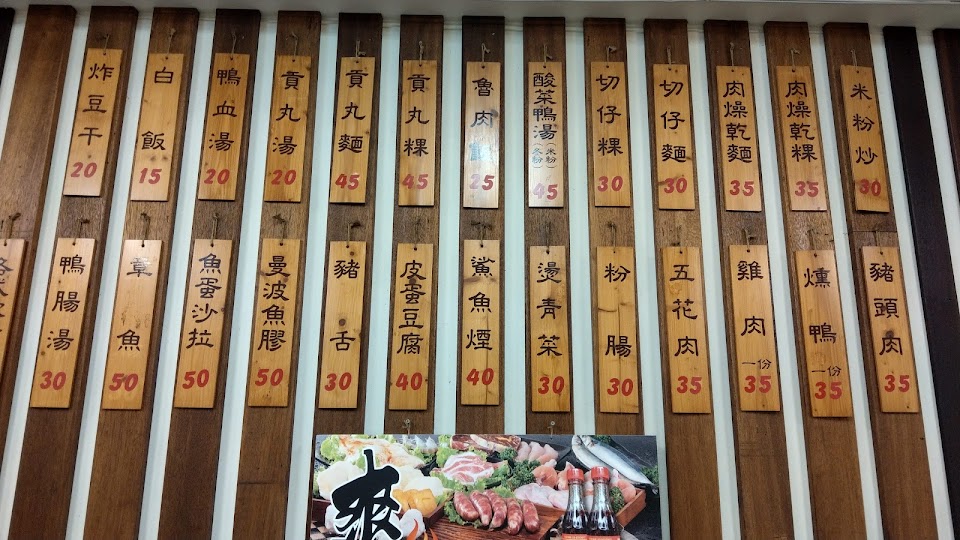 米粉炒 30
肉燥乾粿 35
肉燥乾麵 35
切仔麵 30
切仔粿 30
酸菜鴨湯(米粉)(冬粉) 45
魯肉飯 25
貢丸粿 45
貢丸麵 45
貢丸湯 20
鴨血湯 20
白飯 15
炸豆干 20
豬頭肉 35
燻鴨 一份 35
雞肉 一份 35
五花肉 35
粉腸 30
燙青菜 30
鯊魚煙 40
皮蛋豆腐 40
豬舌 30
曼波魚膠 50
魚蛋沙拉 50
章魚 50
鴨腸湯 30
爽